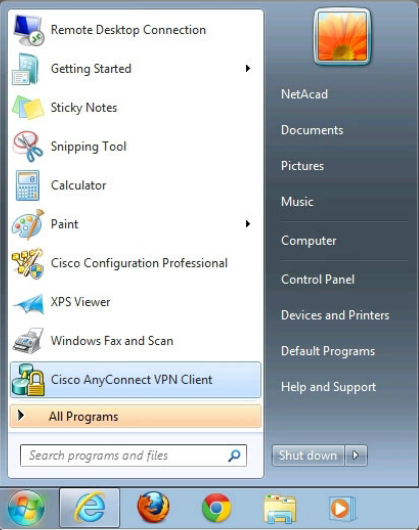 Remote Desktop Connection
Getting Started
Sticky Notes
Snipping Tool
Calculator
Paint
Cisco Configuration Professional
XPS Viewer
Windows Fax and Scan
Cisco AnyConnect VPN Client
All Programs
Search programs and files
NetAcad
Documents
Pictures
Music
Computer
Control Panel
Devices and Printers
Default Programs
Help and Support
Shut down